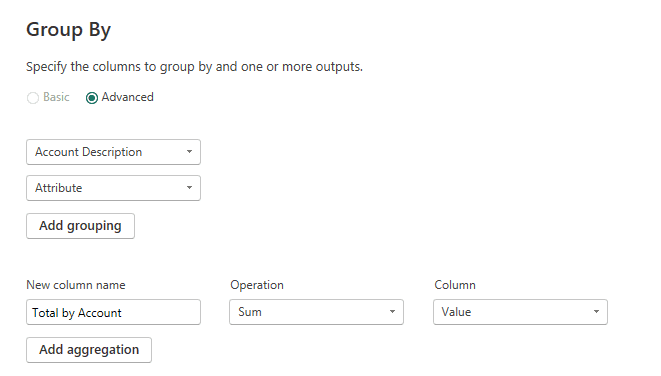 Group By
Specify the columns to group by and one or more outputs.
Basic Advanced
Account Description
Attribute
Add grouping
New column name Operation Column
Total by Account Sum Value
Add aggregation